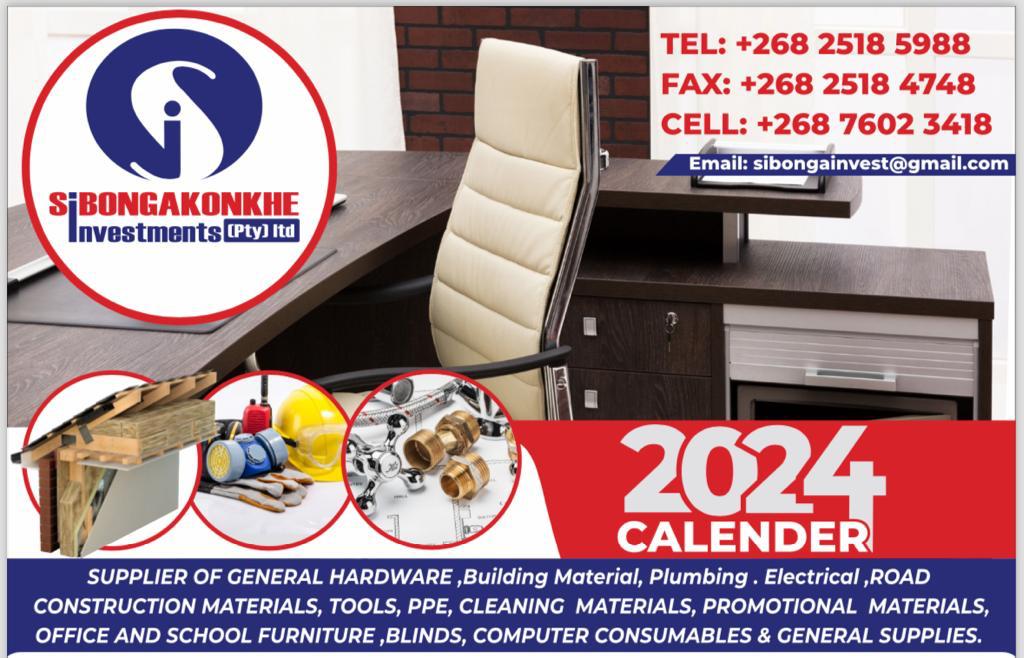 TEL: +268 2518 5988
FAX: +268 2518 4748
CELL: +268 7602 3418
Email: sibongainvest@gmail.com
Si
SiBONGAKONKHE
investments (Pty) ltd
2024
CALENDER
SUPPLIER OF GENERAL HARDWARE ,Building Material, Plumbing . Electrical ,ROAD
CONSTRUCTION MATERIALS, TOOLS, PPE, CLEANING MATERIALS, PROMOTIONAL MATERIALS,
OFFICE AND SCHOOL FURNITURE ,BLINDS, COMPUTER CONSUMABLES & GENERAL SUPPLIES.